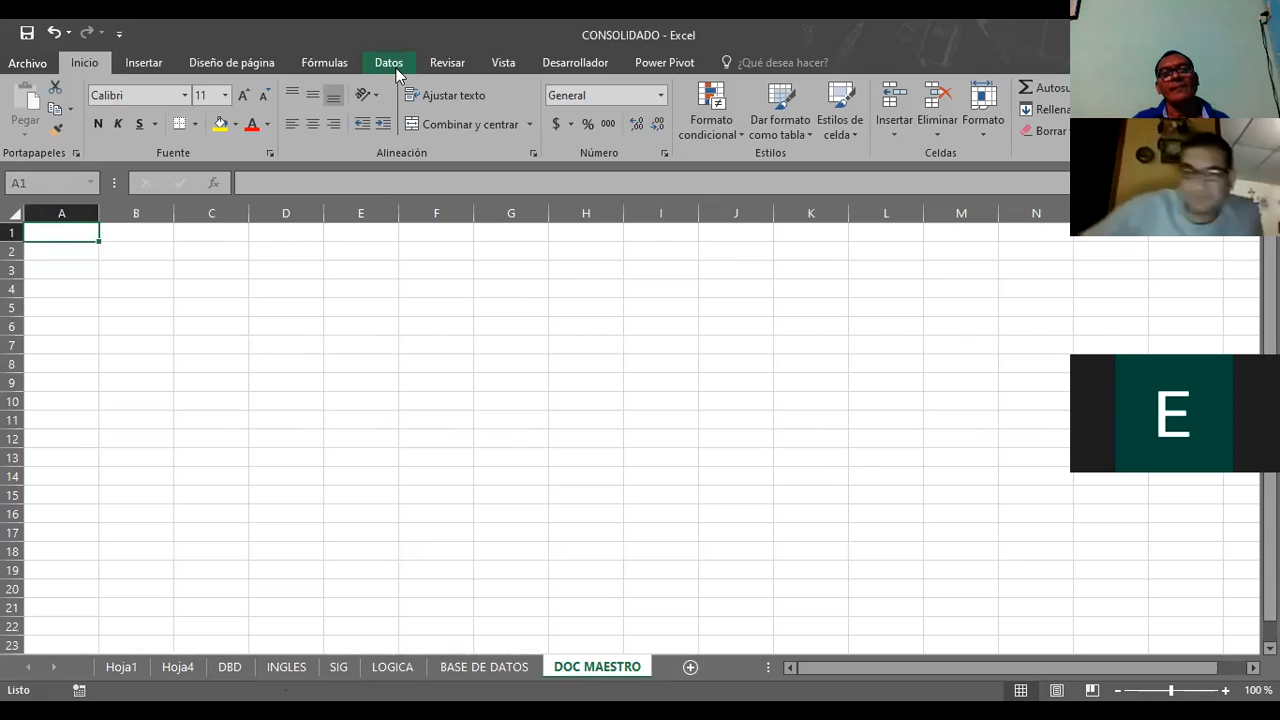 CONSOLIDADO - Excel
Archivo Inicio Insertar Diseño de página Fórmulas Datos Revisar Vista Desarrollador Power Pivot ¿Qué desea hacer?
Pegar
Calibri 11
N K S
Ajustar texto
Combinar y centrar
General
$ % 000
Formato condicional
Dar formato como tabla
Estilos de celda
Insertar Eliminar Formato
Autosu
Rellena
Borrar
Portapapeles Fuente Alineación Número Estilos Celdas
A1 fx
A B C D E F G H I J K L M N
1
2
3
4
5
6
7
8
9
10
11
12
13
14
15
16
17
18
19
20
21
22
23
E
Hoja1 Hoja4 DBD INGLES SIG LOGICA BASE DE DATOS DOC MAESTRO
Listo 100 %